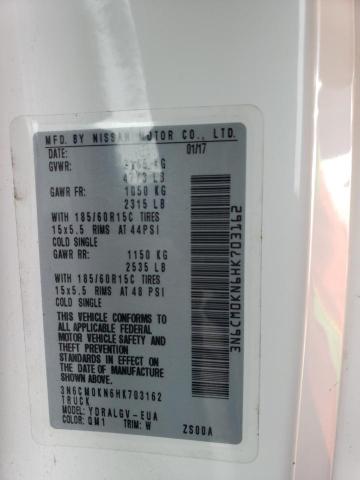 MFD. BY NISSAN MOTOR CO., LTD.
DATE: 01/17
GVWR: KG
LB
GAWR FR: 1050 KG
2315 LB
WITH 185/60R15C TIRES
15x5.5 RIMS AT 44PSI
COLD SINGLE
GAWR RR: 1150 KG
2535 LB
WITH 185/60R15C TIRES
15x5.5 RIMS AT 48 PSI
COLD SINGLE
THIS VEHICLE CONFORMS TO
ALL APPLICABLE FEDERAL
MOTOR VEHICLE SAFETY AND
THEFT PREVENTION
STANDARDS IN EFFECT ON
THE DATE OF MANUFACTURE
SHOWN ABOVE.
3N6CM0KN6HK703162
TRUCK
MODEL: YDRALGV-EUA
COLOR: QM1 TRIM: W ZS00A
3N6CM0KN6HK703162